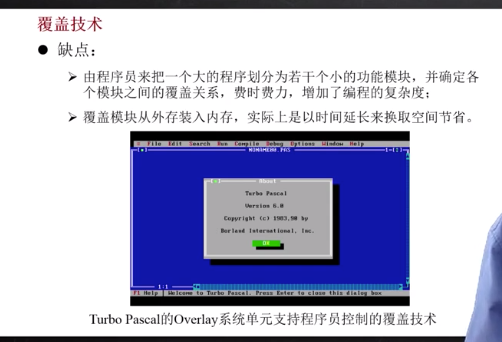 覆盖技术
● 缺点：
➢ 由程序员来把一个大的程序划分为若干个小的功能模块，并确定各
个模块之间的覆盖关系，费时费力，增加了编程的复杂度；
➢ 覆盖模块从外存装入内存，实际上是以时间延长来换取空间节省。
File Edit Search Run Compile Debug Options Window Help
NONAME00.PAS
About
Turbo Pascal
Version 6.0
Copyright (c) 1983,90 by
Borland International, Inc.
OK
1:1
F1 Help | Welcome to Turbo Pascal. Press Enter to close this dialog box
Turbo Pascal的Overlay系统单元支持程序员控制的覆盖技术